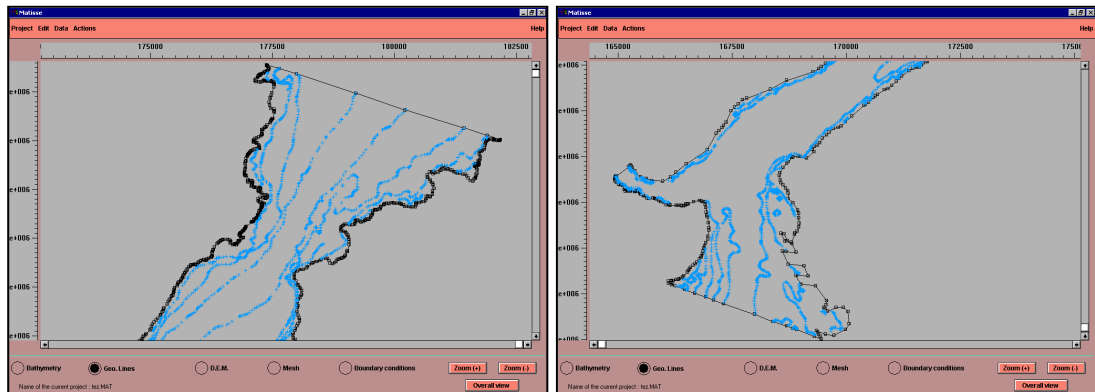 Matisse
Project Edit Data Actions Help
175000 177500 180000 182500
e+006
e+006
e+006
e+006
e+006
e+006
Bathymetry Geo. Lines D.E.M. Mesh Boundary conditions Zoom (+) Zoom (-)
Name of the current project : tez.MAT
Overall view
Matisse
Project Edit Data Actions Help
165000 167500 170000 172500 17500
e+006
e+006
e+006
e+006
e+006
e+006
e+006
Bathymetry Geo. Lines D.E.M. Mesh Boundary conditions Zoom (+) Zoom (-)
Name of the current project : tez.MAT
Overall view